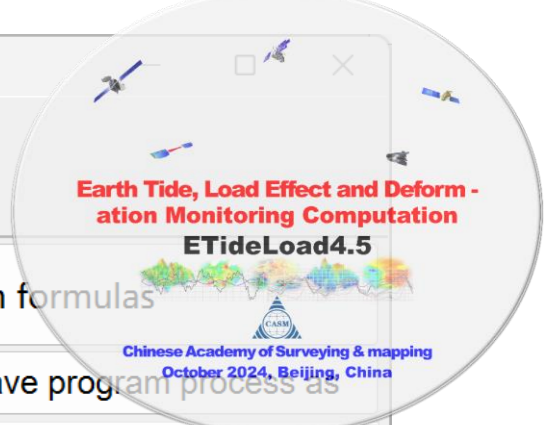 Earth Tide, Load Effect and Deform -
ation Monitoring Computation
ETideLoad4.5
n formulas
CASM
Chinese Academy of Surveying & mapping
ave program process as
October 2024, Beijing, China